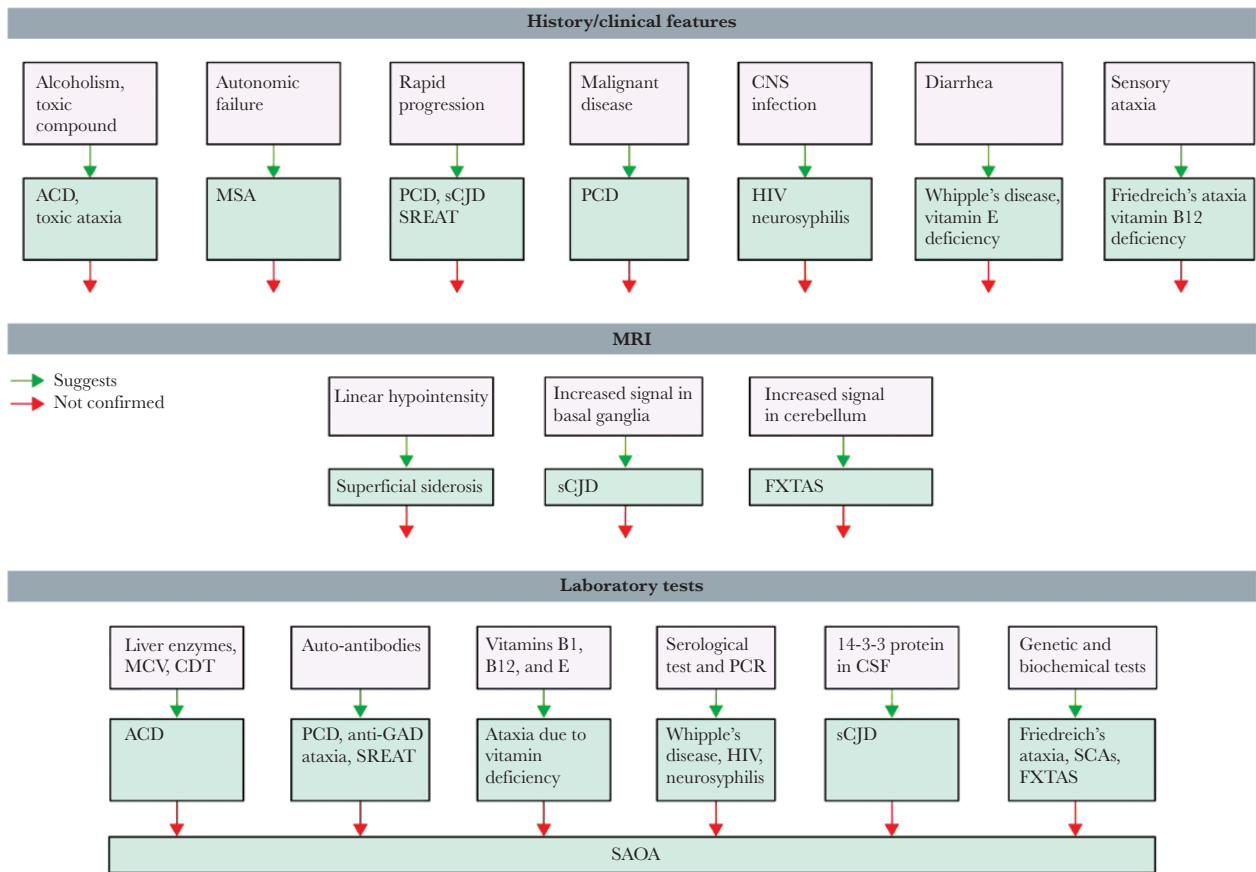 History/clinical features
Alcoholism,
toxic
compound
Autonomic
failure
Rapid
progression
Malignant
disease
CNS
infection
Diarrhea
Sensory
ataxia
ACD,
toxic ataxia
MSA
PCD, sCJD
SREAT
PCD
HIV
neurosyphilis
Whipple's disease,
vitamin E
deficiency
Friedreich's ataxia
vitamin B12
deficiency
MRI
Suggests
Not confirmed
Linear hypointensity
Increased signal in
basal ganglia
Increased signal
in cerebellum
Superficial siderosis
sCJD
FXTAS
Laboratory tests
Liver enzymes,
MCV, CDT
Auto-antibodies
Vitamins B1,
B12, and E
Serological
test and PCR
14-3-3 protein
in CSF
Genetic and
biochemical tests
ACD
PCD, anti-GAD
ataxia, SREAT
Ataxia due to
vitamin
deficiency
Whipple's
disease, HIV,
neurosyphilis
sCJD
Friedreich's
ataxia, SCAs,
FXTAS
SAOA